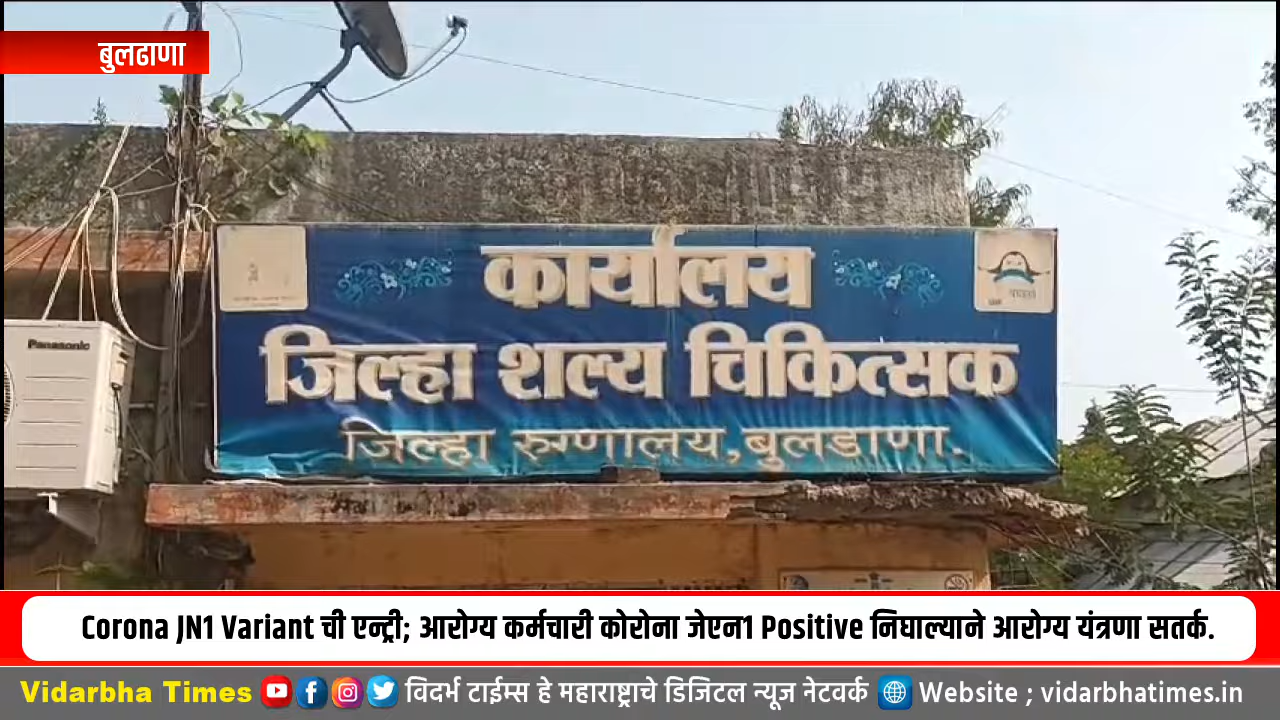 बुलढाणा
कार्यालय
जिल्हा शल्य चिकित्सक
जिल्हा रुग्णालय,बुलडाणा.
Panasonic
Corona JN1 Variant ची एन्ट्री; आरोग्य कर्मचारी कोरोना जेएन1 Positive निघाल्याने आरोग्य यंत्रणा सतर्क.
Vidarbha Times विदर्भ टाईम्स हे महाराष्ट्राचे डिजिटल न्यूज नेटवर्क Website ; vidarbhatimes.in